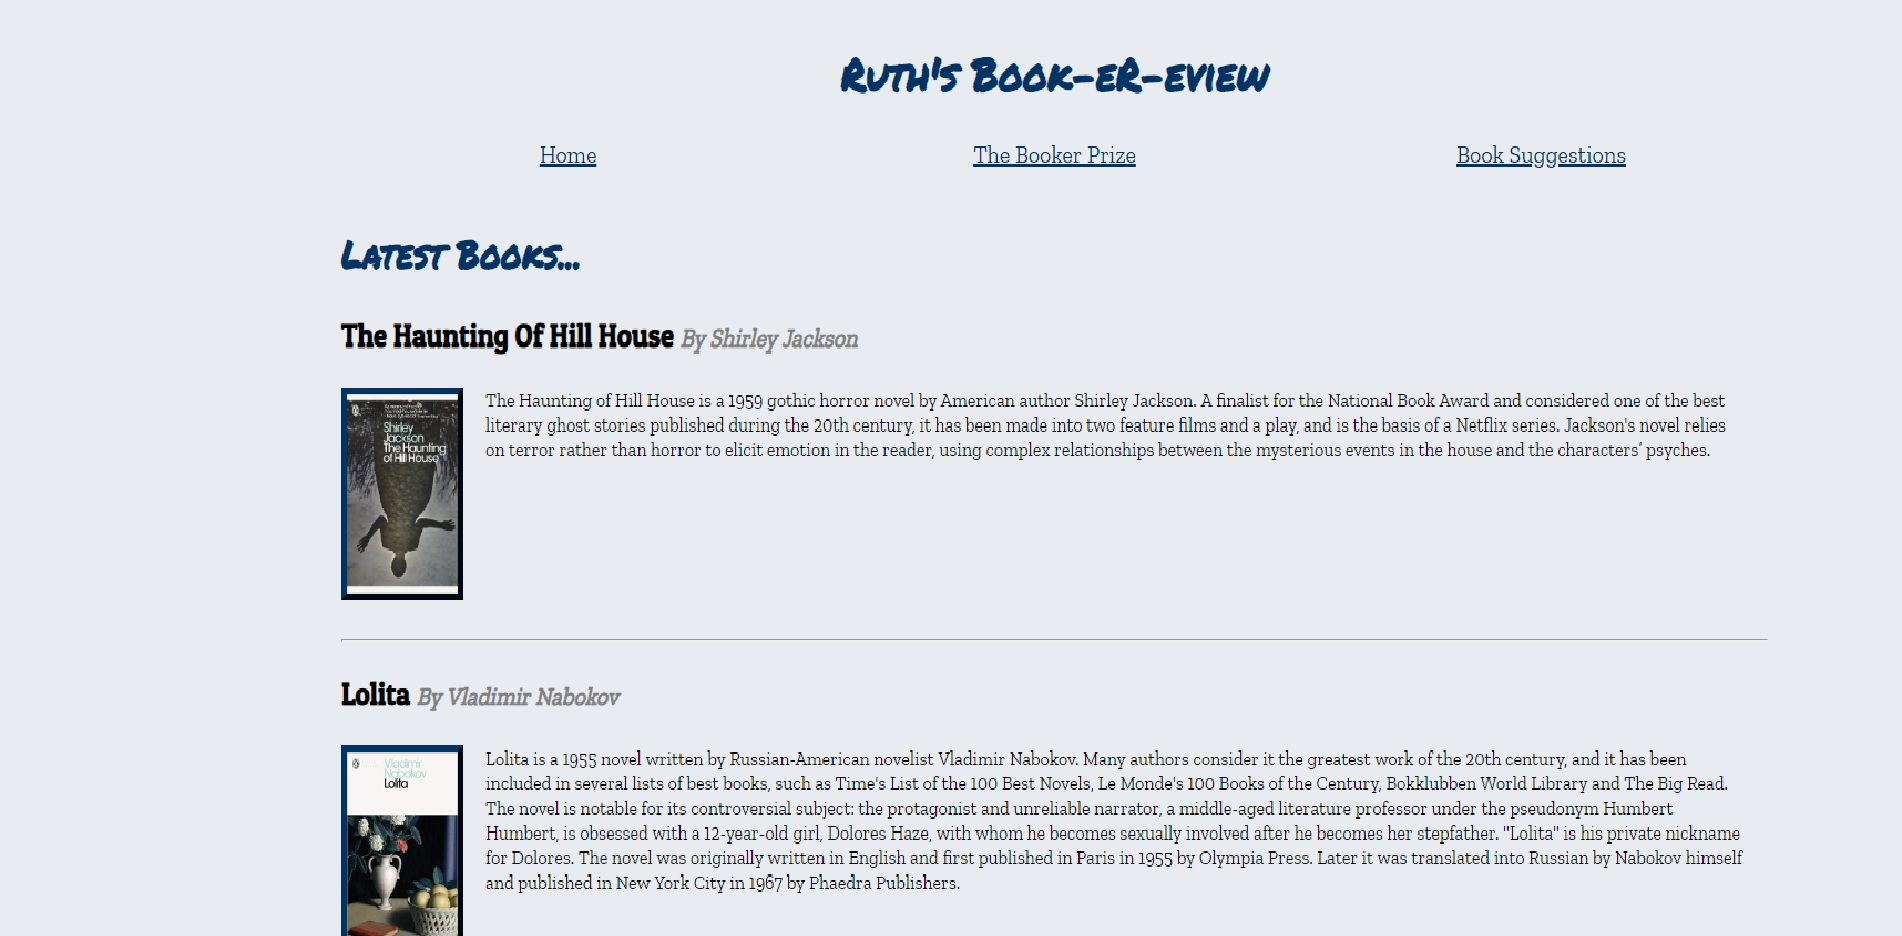 Ruth's Book-eR-eview
Home The Booker Prize Book Suggestions
Latest Books...
The Haunting Of Hill House By Shirley Jackson
The Haunting of Hill House is a 1959 gothic horror novel by American author Shirley Jackson. A finalist for the National Book Award and considered one of the best
literary ghost stories published during the 20th century, it has been made into two feature films and a play, and is the basis of a Netflix series. Jackson's novel relies
on terror rather than horror to elicit emotion in the reader, using complex relationships between the mysterious events in the house and the characters' psyches.
Shirley
Jackson
The Haunting
of Hill House
Lolita By Vladimir Nabokov
Lolita is a 1955 novel written by Russian-American novelist Vladimir Nabokov. Many authors consider it the greatest work of the 20th century, and it has been
included in several lists of best books, such as Time's List of the 100 Best Novels, Le Monde's 100 Books of the Century, Bokklubben World Library and The Big Read.
The novel is notable for its controversial subject: the protagonist and unreliable narrator, a middle-aged literature professor under the pseudonym Humbert
Humbert, is obsessed with a 12-year-old girl, Dolores Haze, with whom he becomes sexually involved after he becomes her stepfather. "Lolita" is his private nickname
for Dolores. The novel was originally written in English and first published in Paris in 1955 by Olympia Press. Later it was translated into Russian by Nabokov himself
and published in New York City in 1967 by Phaedra Publishers.
Vladimir
Nabokov
Lolita